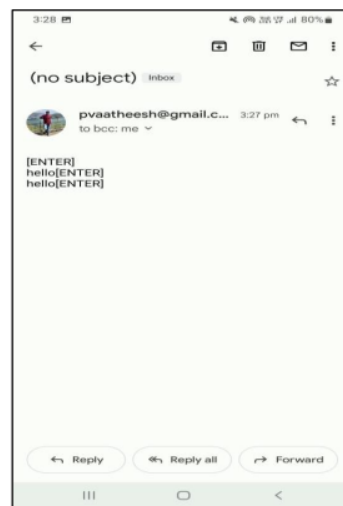 3:28 80%
(no subject) Inbox
pvaatheesh@gmail.c... 3:27 pm
to bcc: me
[ENTER]
hello[ENTER]
hello[ENTER]
Reply Reply all Forward